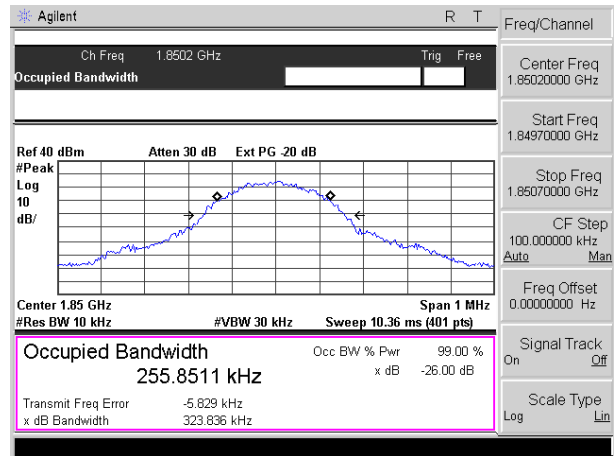 Agilent R T
Ch Freq 1.8502 GHz Trig Free
Occupied Bandwidth
Ref 40 dBm Atten 30 dB Ext PG -20 dB
#Peak
Log
10
dB/
Center 1.85 GHz Span 1 MHz
#Res BW 10 kHz #VBW 30 kHz Sweep 10.36 ms (401 pts)
Occupied Bandwidth Occ BW % Pwr 99.00 %
255.8511 kHz x dB -26.00 dB
Transmit Freq Error -5.829 kHz
x dB Bandwidth 323.836 kHz
Freq/Channel
Center Freq
1.85020000 GHz
Start Freq
1.84970000 GHz
Stop Freq
1.85070000 GHz
CF Step
100.000000 kHz
Auto Man
Freq Offset
0.00000000 Hz
Signal Track
On Off
Scale Type
Log Lin